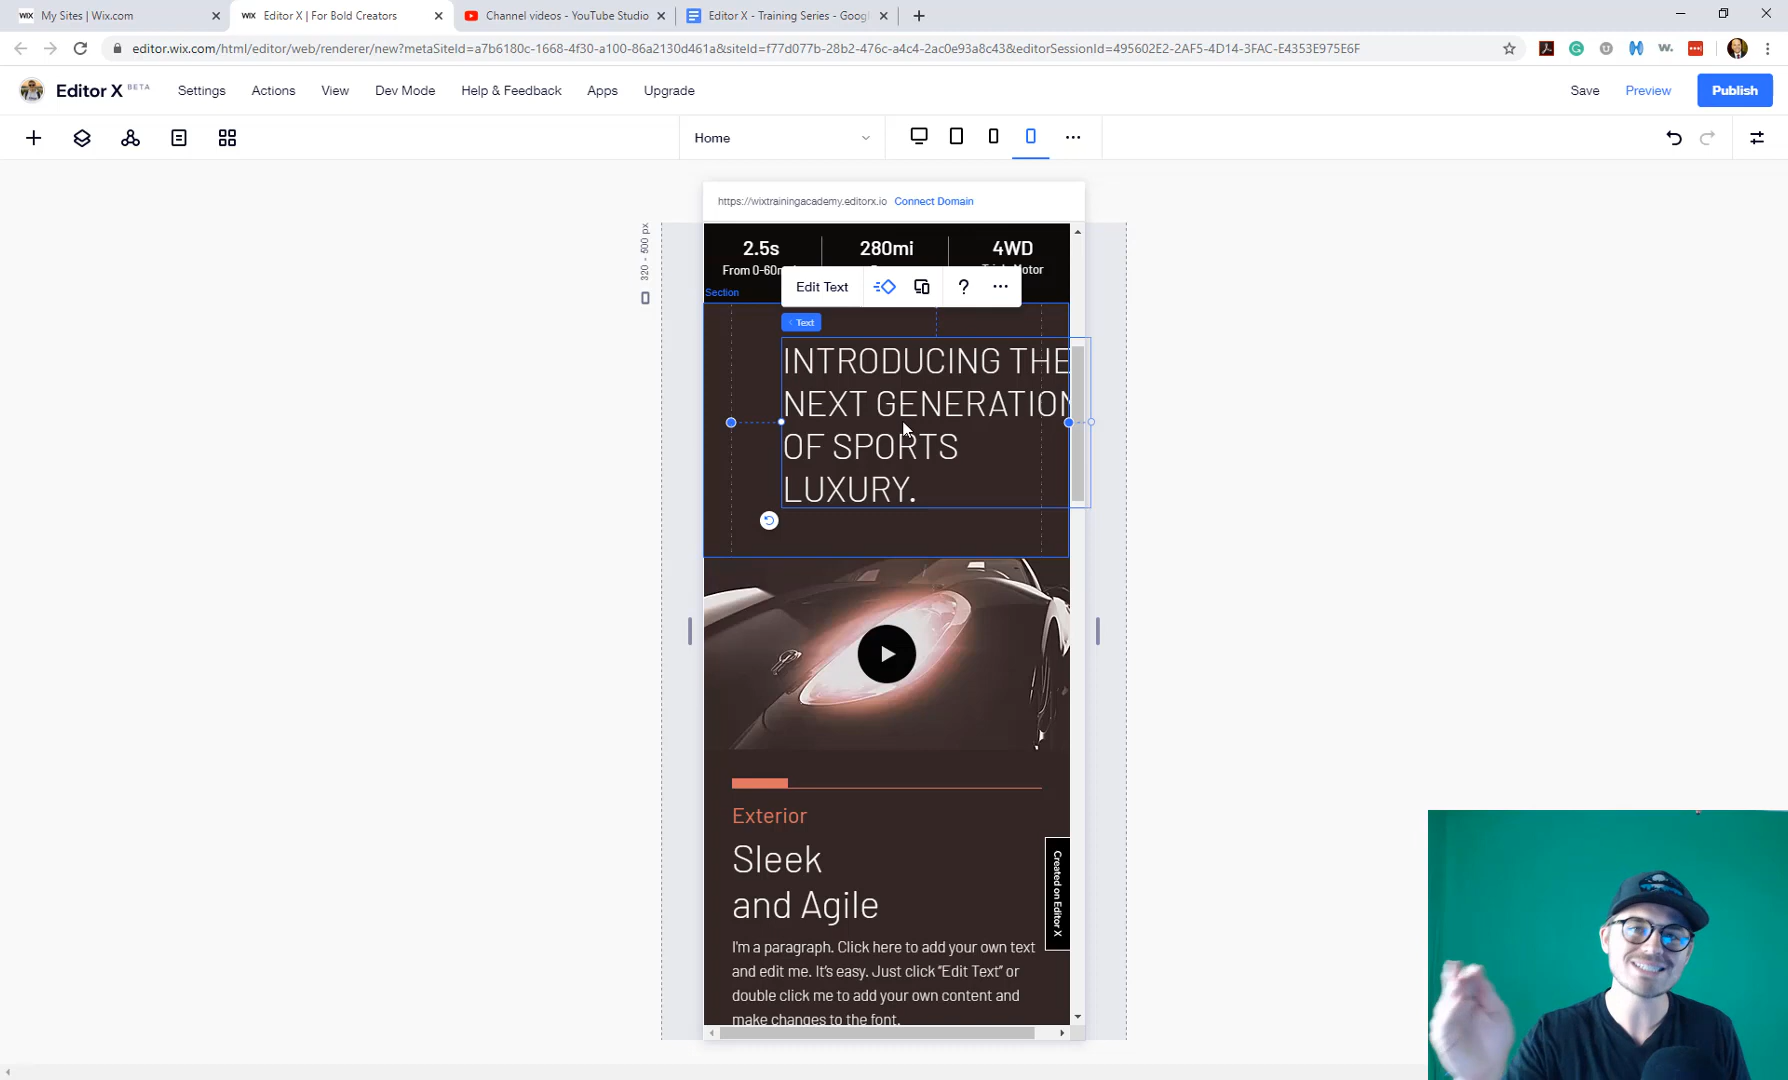 My Sites | Wix.com
Editor X | For Bold Creators
Channel videos - YouTube Studio
Editor X - Training Series - Goog
editor.wix.com/html/editor/web/renderer/new?metaSiteId=a7b6180c-1668-4f30-a100-86a2130d461a&siteId=f77d077b-28b2-476c-a4c4-2ac0e93a8c43&editorSessionId=495602E2-2AF5-4D14-3FAC-E4353E975E6F
Editor X BETA
Settings
Actions
View
Dev Mode
Help & Feedback
Apps
Upgrade
Save
Preview
Publish
Home
https://wixtrainingacademy.editorx.io Connect Domain
320 - 500 px
2.5s
280mi
4WD
From 0-60m
Motor
Section
Edit Text
?
Text
INTRODUCING THE
NEXT GENERATION
OF SPORTS
LUXURY.
Exterior
Sleek
and Agile
I'm a paragraph. Click here to add your own text
and edit me. It's easy. Just click "Edit Text" or
double click me to add your own content and
make changes to the font.
Created on Editor X